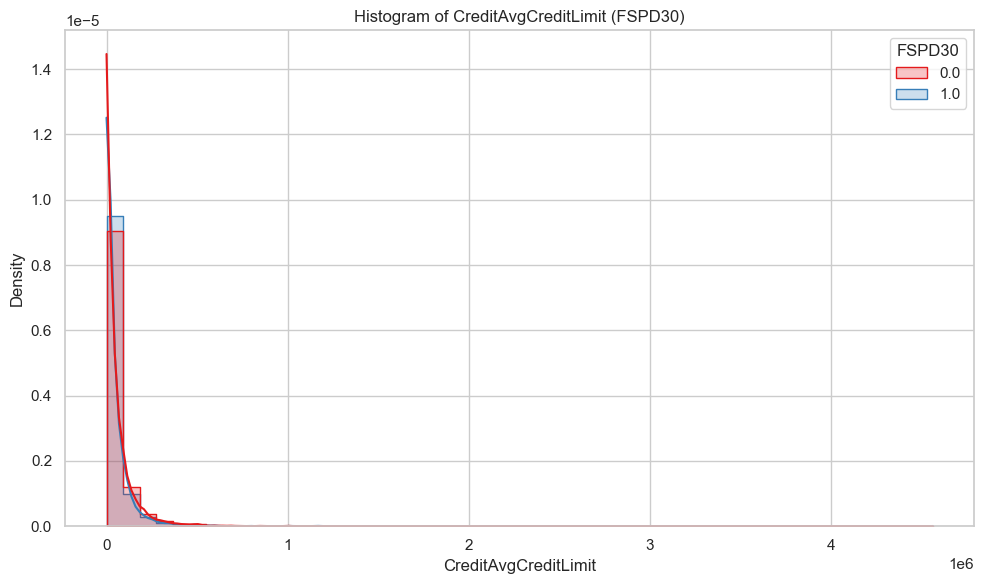 Histogram of CreditAvgCreditLimit (FSPD30)
1e−5
1.4
1.2
1.0
0.8
0.6
0.4
0.2
0.0
Density
FSPD30
0.0
1.0
0
1
2
3
4
1e6
CreditAvgCreditLimit